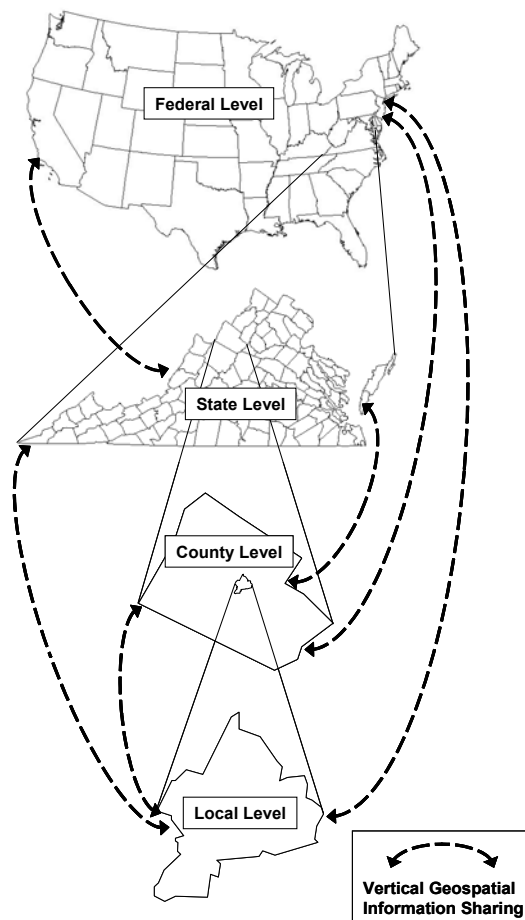 Federal Level
State Level
County Level
Local Level
Vertical Geospatial
Information Sharing